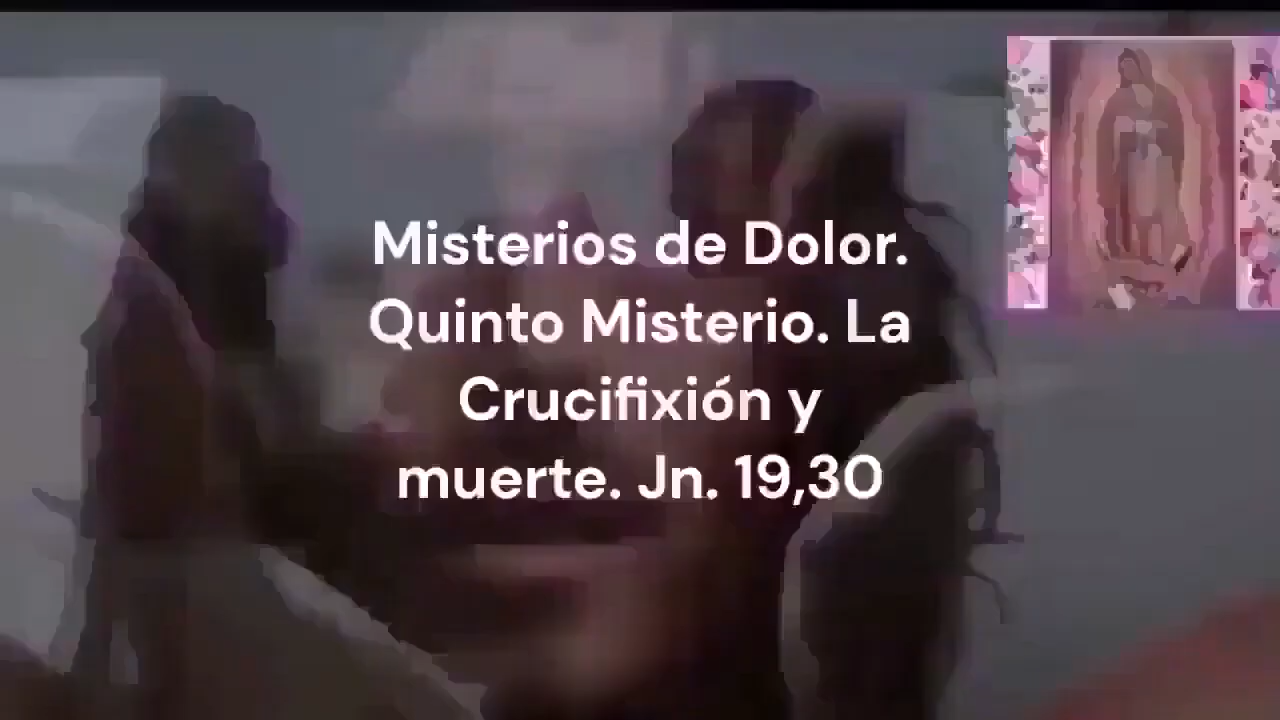 Misterios de Dolor.
Quinto Misterio. La
Crucifixión y
muerte. Jn. 19,30